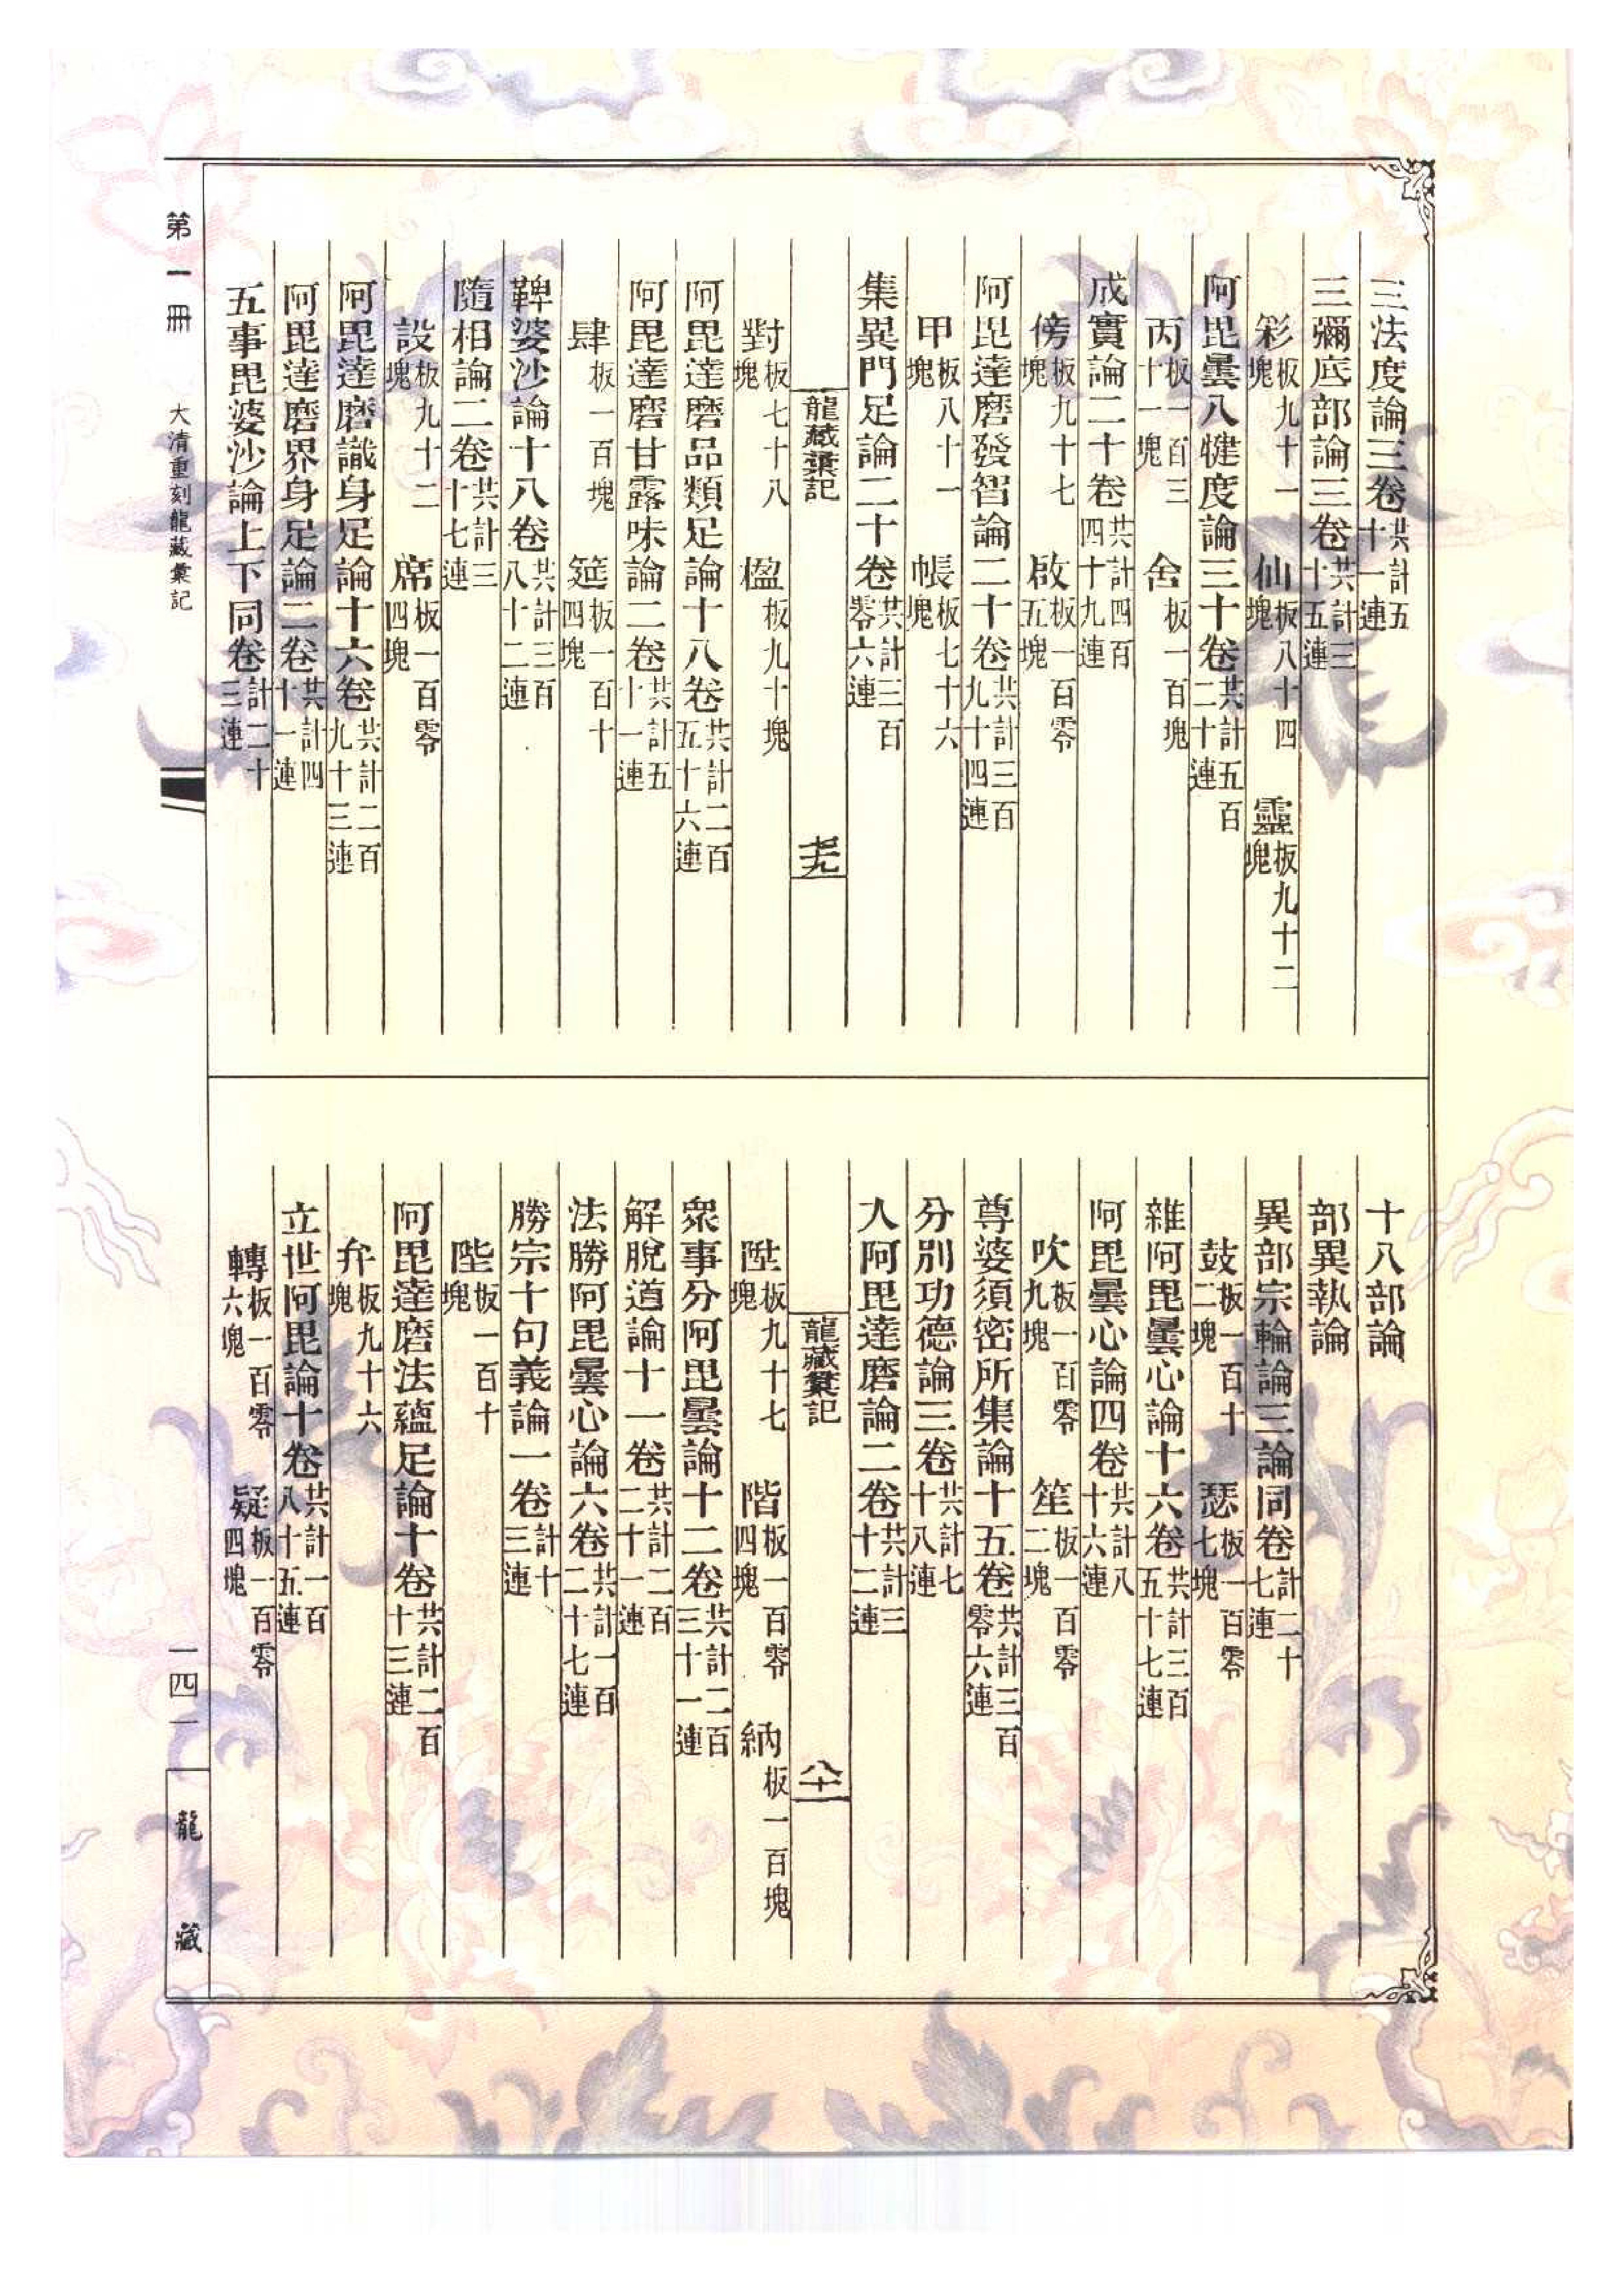 三法度論三卷共計五十一連
三彌底部論三卷共計三十五連
彩板九十一塊 仙板八十四塊 靈板九十二塊
阿毘曇八犍度論三十卷共計五百二十連
丙板一百三十一塊 舍板一百塊
成實論二十卷共計四百四十九連
傍板九十七塊 啟板一百零五塊
阿毘達磨發智論二十卷共計三百九十四連
甲板八十一塊 帳板七十六塊
集異門足論二十卷共計三百零六連
龍藏彙記 七十九
對板七十八塊 楹板九十塊
阿毘達磨品類足論十八卷共計二百五十六連
阿毘達磨甘露味論二卷共計五十一連
肆板一百塊 筵板一百十四塊
鞞婆沙論十八卷共計三百八十二連
隨相論二卷共計三十七連
設板九十二塊 席板一百零四塊
阿毘達磨識身足論十六卷共計二百九十三連
阿毘達磨界身足論二卷共計四十一連
五事毘婆沙論上下同卷計二十三連
十八部論
部異執論
異部宗輪論三論同卷計二十七連
鼓板一百十二塊 瑟板一百零七塊
雜阿毘曇心論十六卷共計三百五十七連
阿毘曇心論四卷共計八十六連
吹板一百零九塊 笙板一百零二塊
尊婆須密所集論十五卷共計三百零六連
分別功德論三卷共計七十八連
入阿毘達磨論二卷共計三十二連
龍藏彙記 八十
陞板九十七塊 階板一百零四塊 納板一百塊
衆事分阿毘曇論十二卷共計二百三十一連
解脫道論十一卷共計二百二十一連
法勝阿毘曇心論六卷共計一百二十七連
勝宗十句義論一卷計十三連
陛板一百十塊
阿毘達磨法蘊足論十卷共計二百十三連
弁板九十六塊
立世阿毘論十卷共計一百八十五連
轉板一百零六塊 疑板一百零四塊
第一冊 大清重刻龍藏彙記 一四一 龍藏